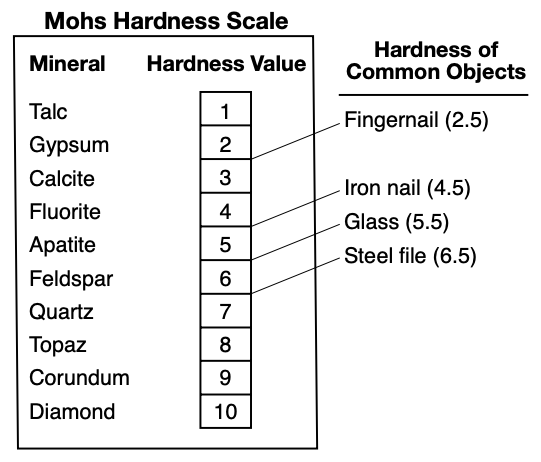 Mohs Hardness Scale
Mineral Hardness Value
Talc 1
Gypsum 2
Calcite 3
Fluorite 4
Apatite 5
Feldspar 6
Quartz 7
Topaz 8
Corundum 9
Diamond 10
Hardness of
Common Objects
Fingernail (2.5)
Iron nail (4.5)
Glass (5.5)
Steel file (6.5)